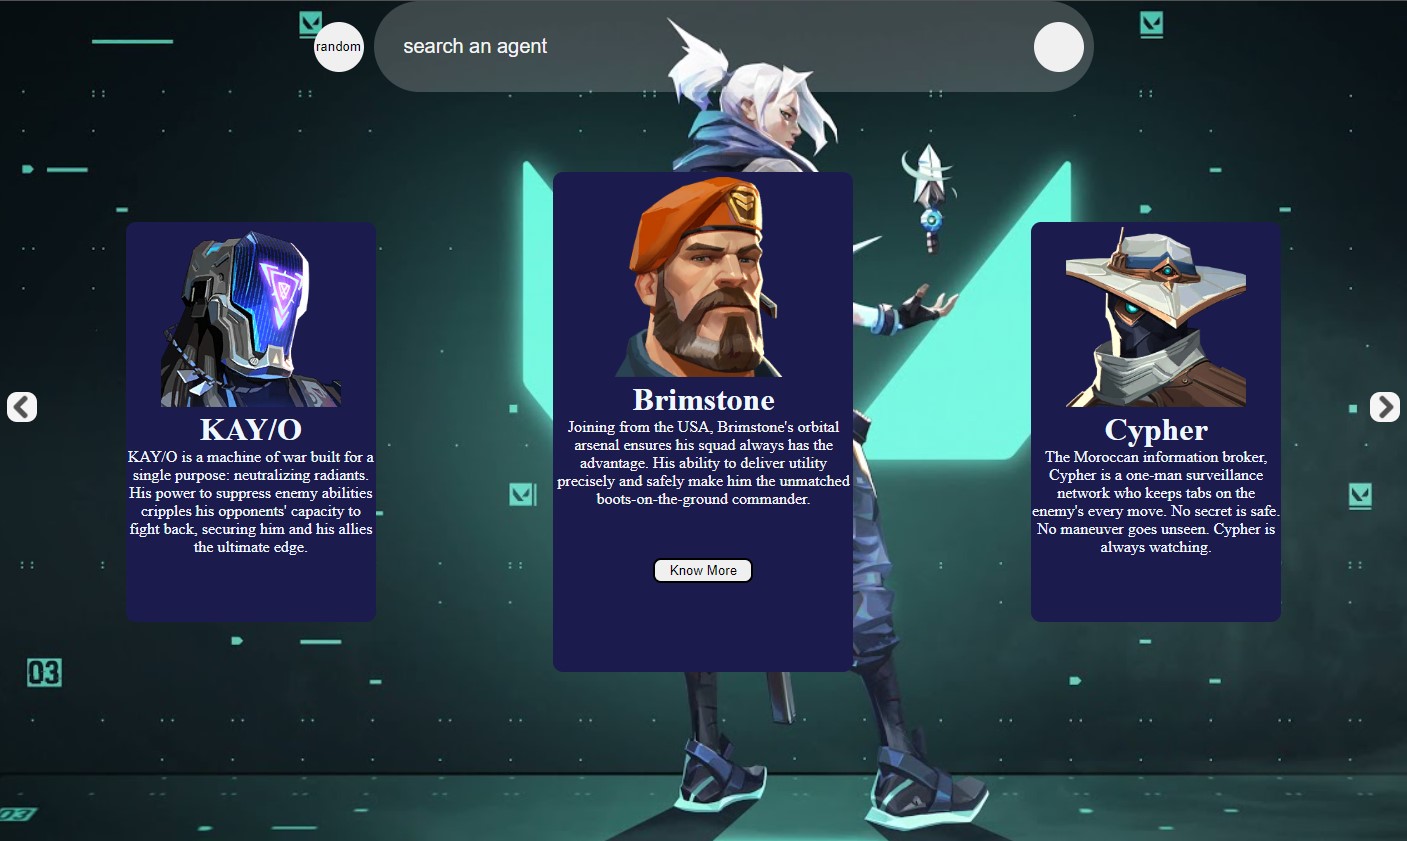 random
search an agent
KAY/O
KAY/O is a machine of war built for a
single purpose: neutralizing radiants.
His power to suppress enemy abilities
cripples his opponents' capacity to
fight back, securing him and his allies
the ultimate edge.
Brimstone
Joining from the USA, Brimstone's orbital
arsenal ensures his squad always has the
advantage. His ability to deliver utility
precisely and safely make him the unmatched
boots-on-the-ground commander.
Know More
Cypher
The Moroccan information broker,
Cypher is a one-man surveillance
network who keeps tabs on the
enemy's every move. No secret is safe.
No maneuver goes unseen. Cypher is
always watching.
03
03